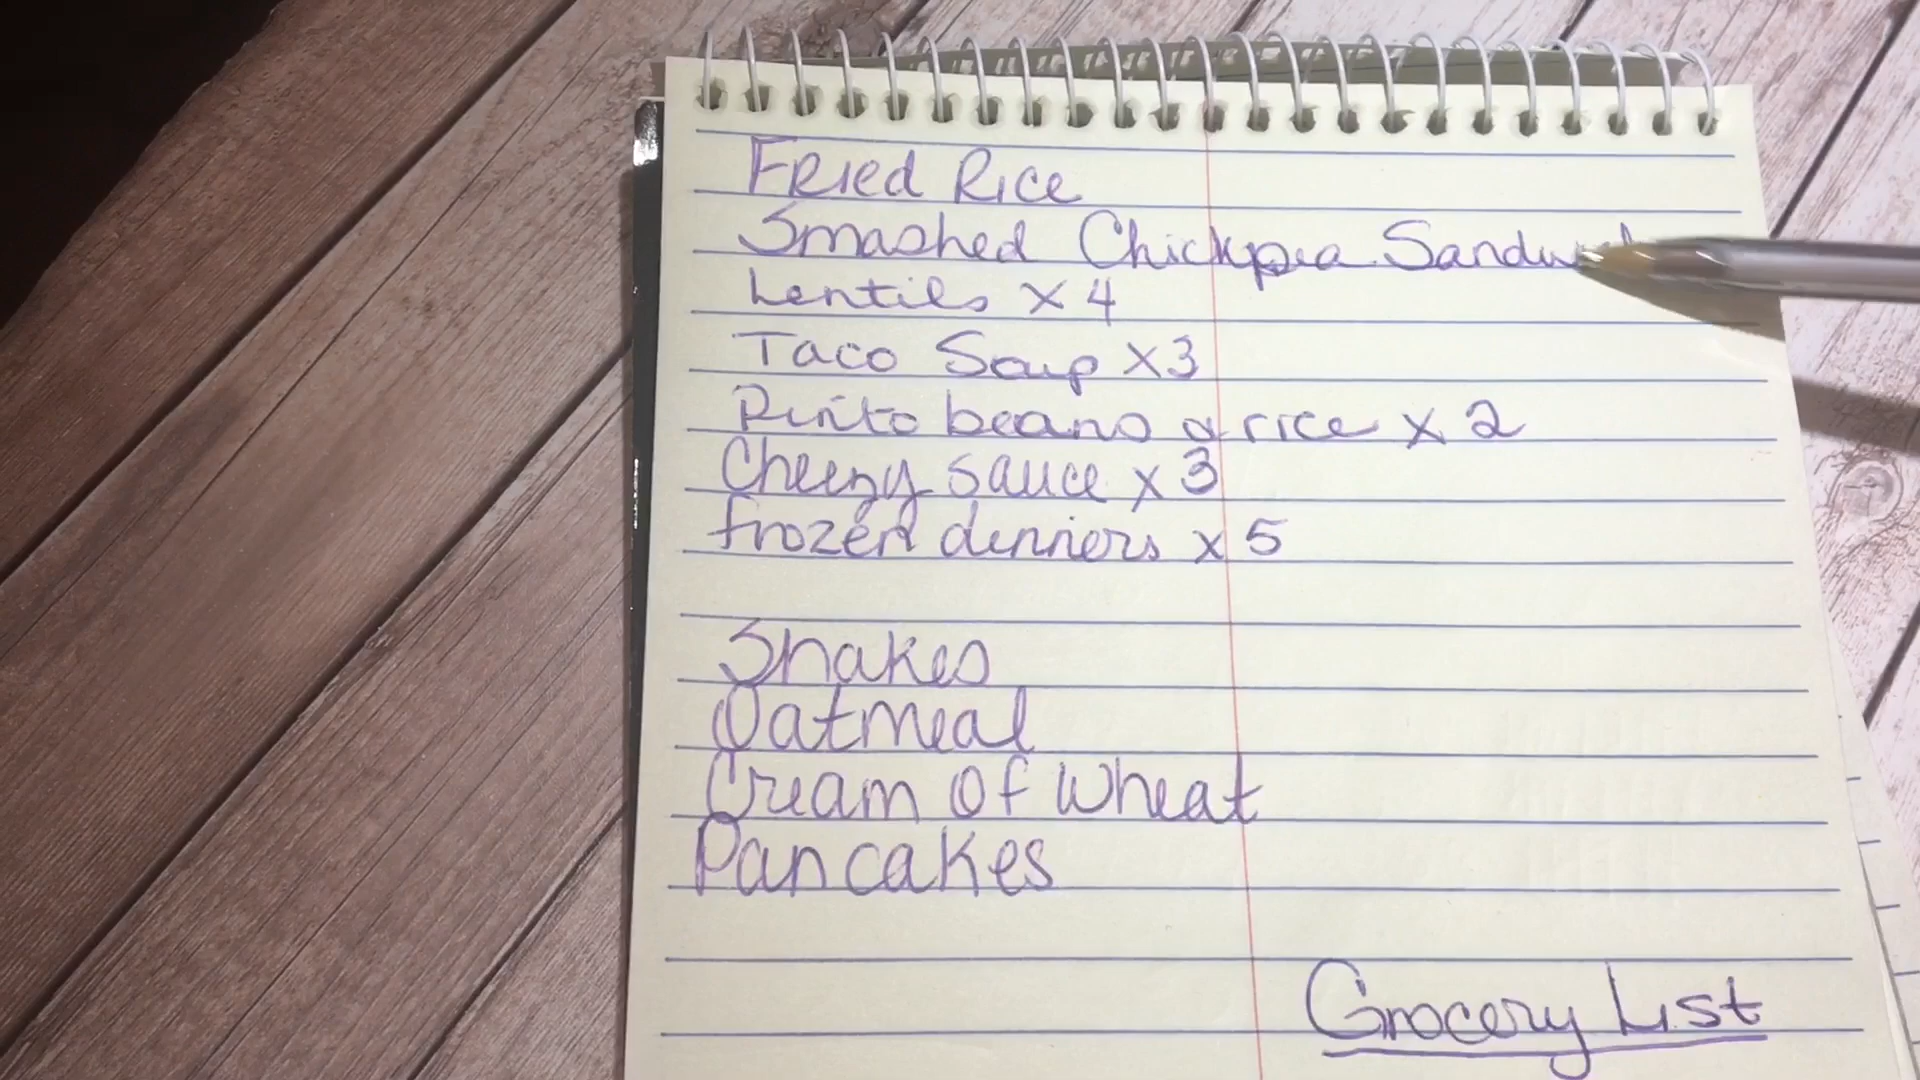 Fried Rice
Smashed Chickpea
Lentils x 4
Taco Soup x3
Pinto beans & rice x 2
Cheezy sauce x 3
frozen dinners x 5
Shakes
Oatmeal
Cream of Wheat
Pancakes
Grocery List